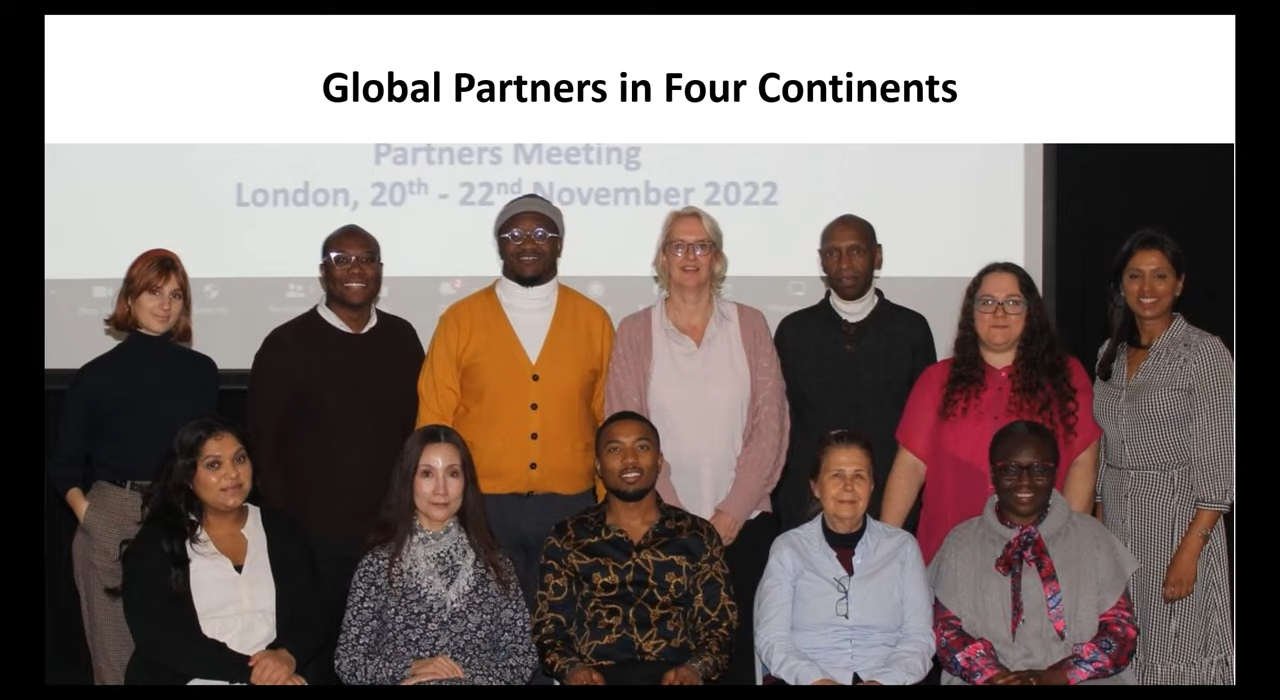 Global Partners in Four Continents
Partners Meeting
London, 20th - 22nd November 2022